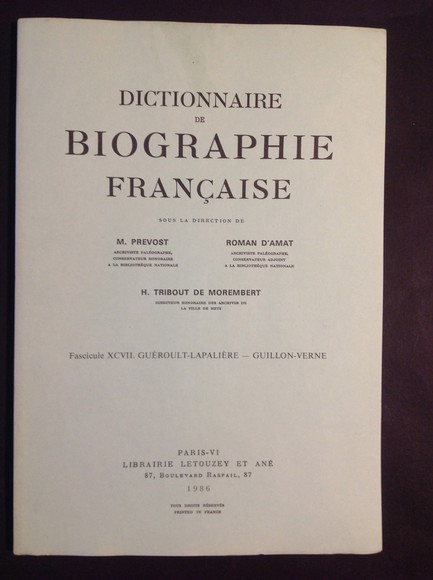 DICTIONNAIRE
DE
BIOGRAPHIE
FRANÇAISE
SOUS LA DIRECTION DE
M. PREVOST
ARCHIVISTE PALÉOGRAPHE,
CONSERVATEUR HONORAIRE
A LA BIBLIOTHÈQUE NATIONALE
ROMAN D'AMAT
ARCHIVISTE PALÉOGRAPHE,
CONSERVATEUR ADJOINT
A LA BIBLIOTHÈQUE NATIONALE
H. TRIBOUT DE MOREMBERT
DIRECTEUR HONORAIRE DES ARCHIVES DE
LA VILLE DE METZ
Fascicule XCVII. GUÉROULT-LAPALIÈRE — GUILLON-VERNE
PARIS-VI
LIBRAIRIE LETOUZEY ET ANÉ
87, BOULEVARD RASPAIL, 87
1986
TOUS DROITS RÉSERVÉS
PRINTED IN FRANCE